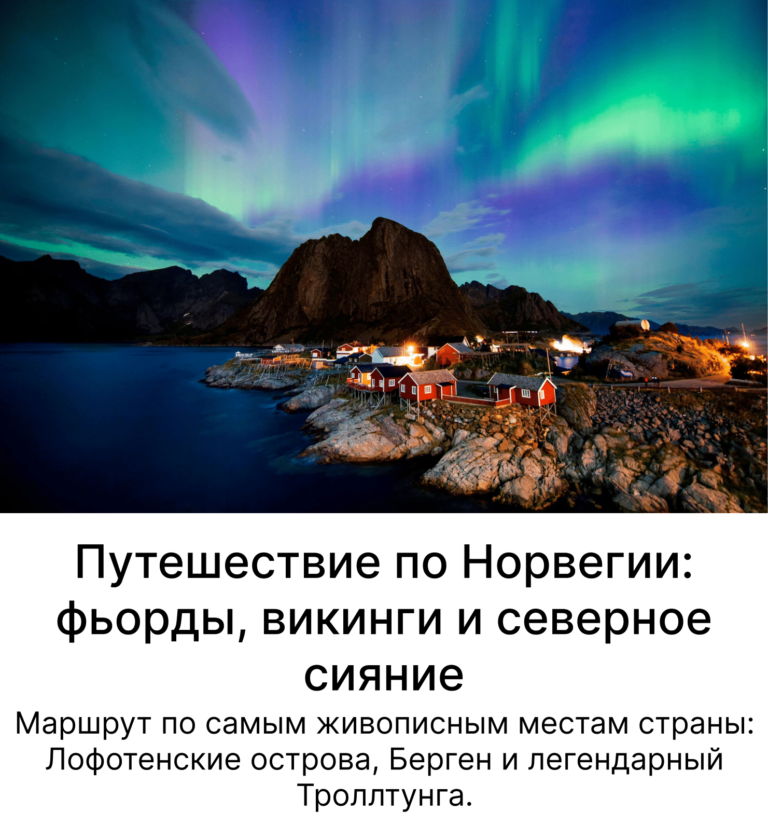 Путешествие по Норвегии:
фьорды, викинги и северное
сияние
Маршрут по самым живописным местам страны:
Лофотенские острова, Берген и легендарный
Троллтунга.